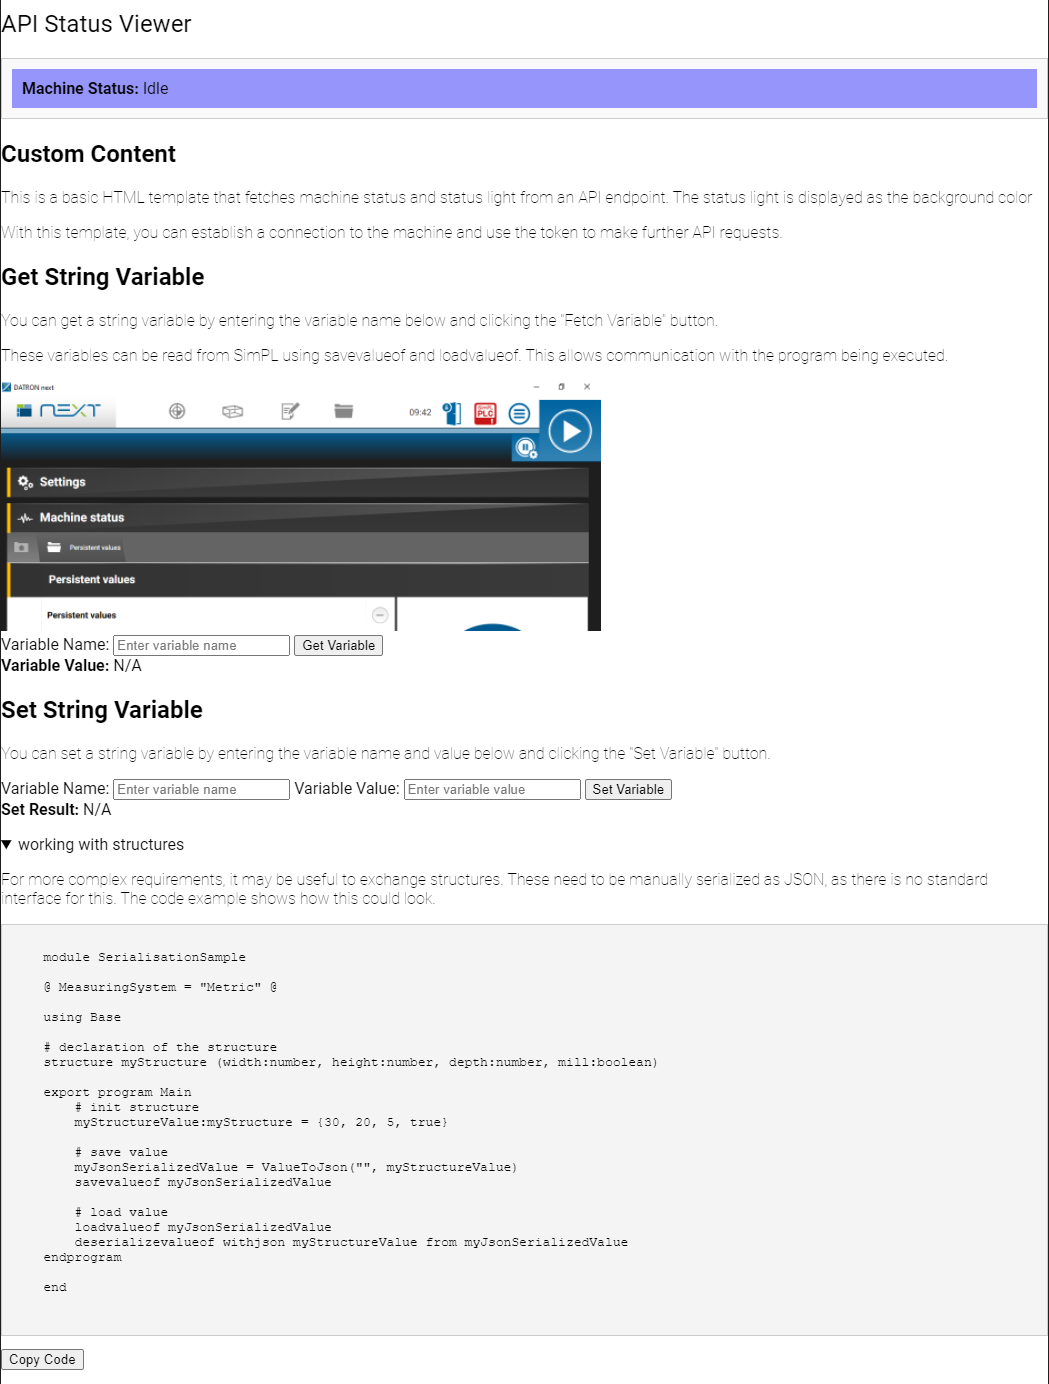 API Status Viewer
Machine Status: Idle
Custom Content
This is a basic HTML template that fetches machine status and status light from an API endpoint. The status light is displayed as the background color
With this template, you can establish a connection to the machine and use the token to make further API requests.
Get String Variable
You can get a string variable by entering the variable name below and clicking the "Fetch Variable" button.
These variables can be read from SimPL using savevalueof and loadvalueof. This allows communication with the program being executed.
DATRON next
NEXT 09:42 PLC
Settings
Machine status
Persistent values
Persistent values
Persistent values
Variable Name: Enter variable name Get Variable
Variable Value: N/A
Set String Variable
You can set a string variable by entering the variable name and value below and clicking the "Set Variable" button.
Variable Name: Enter variable name Variable Value: Enter variable value Set Variable
Set Result: N/A
▼ working with structures
For more complex requirements, it may be useful to exchange structures. These need to be manually serialized as JSON, as there is no standard
interface for this. The code example shows how this could look.
module SerialisationSample
@ MeasuringSystem = "Metric" @
using Base
# declaration of the structure
structure myStructure (width:number, height:number, depth:number, mill:boolean)
export program Main
# init structure
myStructureValue:myStructure = {30, 20, 5, true}
# save value
myJsonSerializedValue = ValueToJson("", myStructureValue)
savevalueof myJsonSerializedValue
# load value
loadvalueof myJsonSerializedValue
deserializevalueof withjson myStructureValue from myJsonSerializedValue
endprogram
end
Copy Code